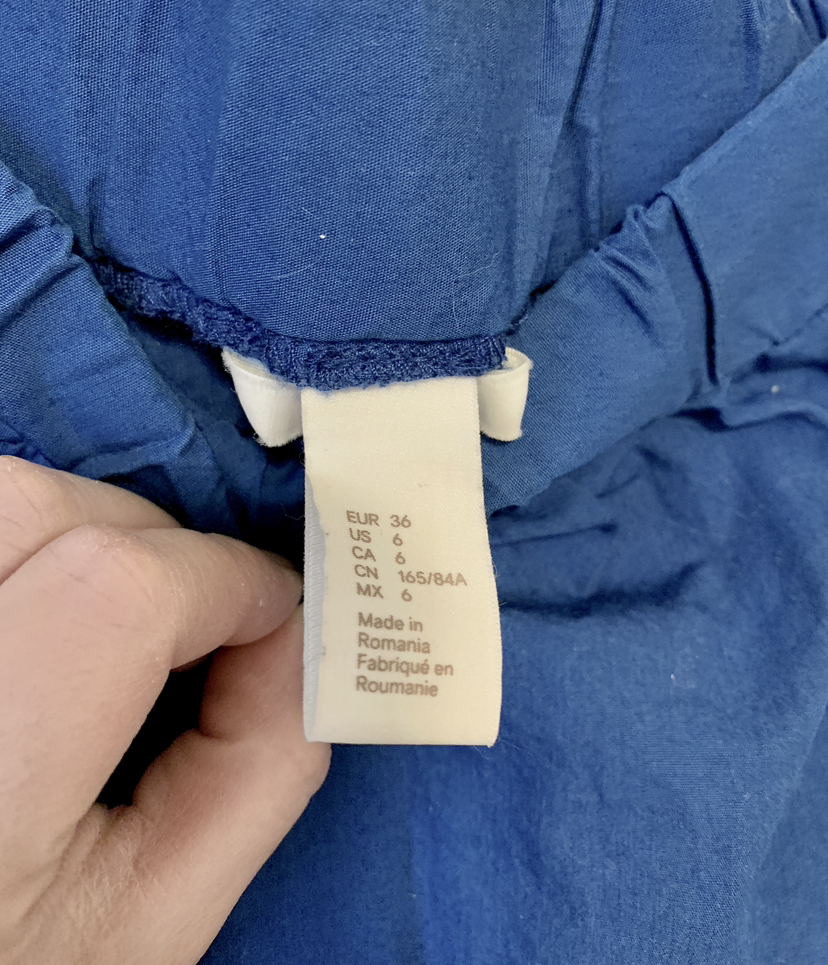 EUR 36
US 6
CA 6
CN 165/84A
MX 6
Made in
Romania
Fabriqué en
Roumanie